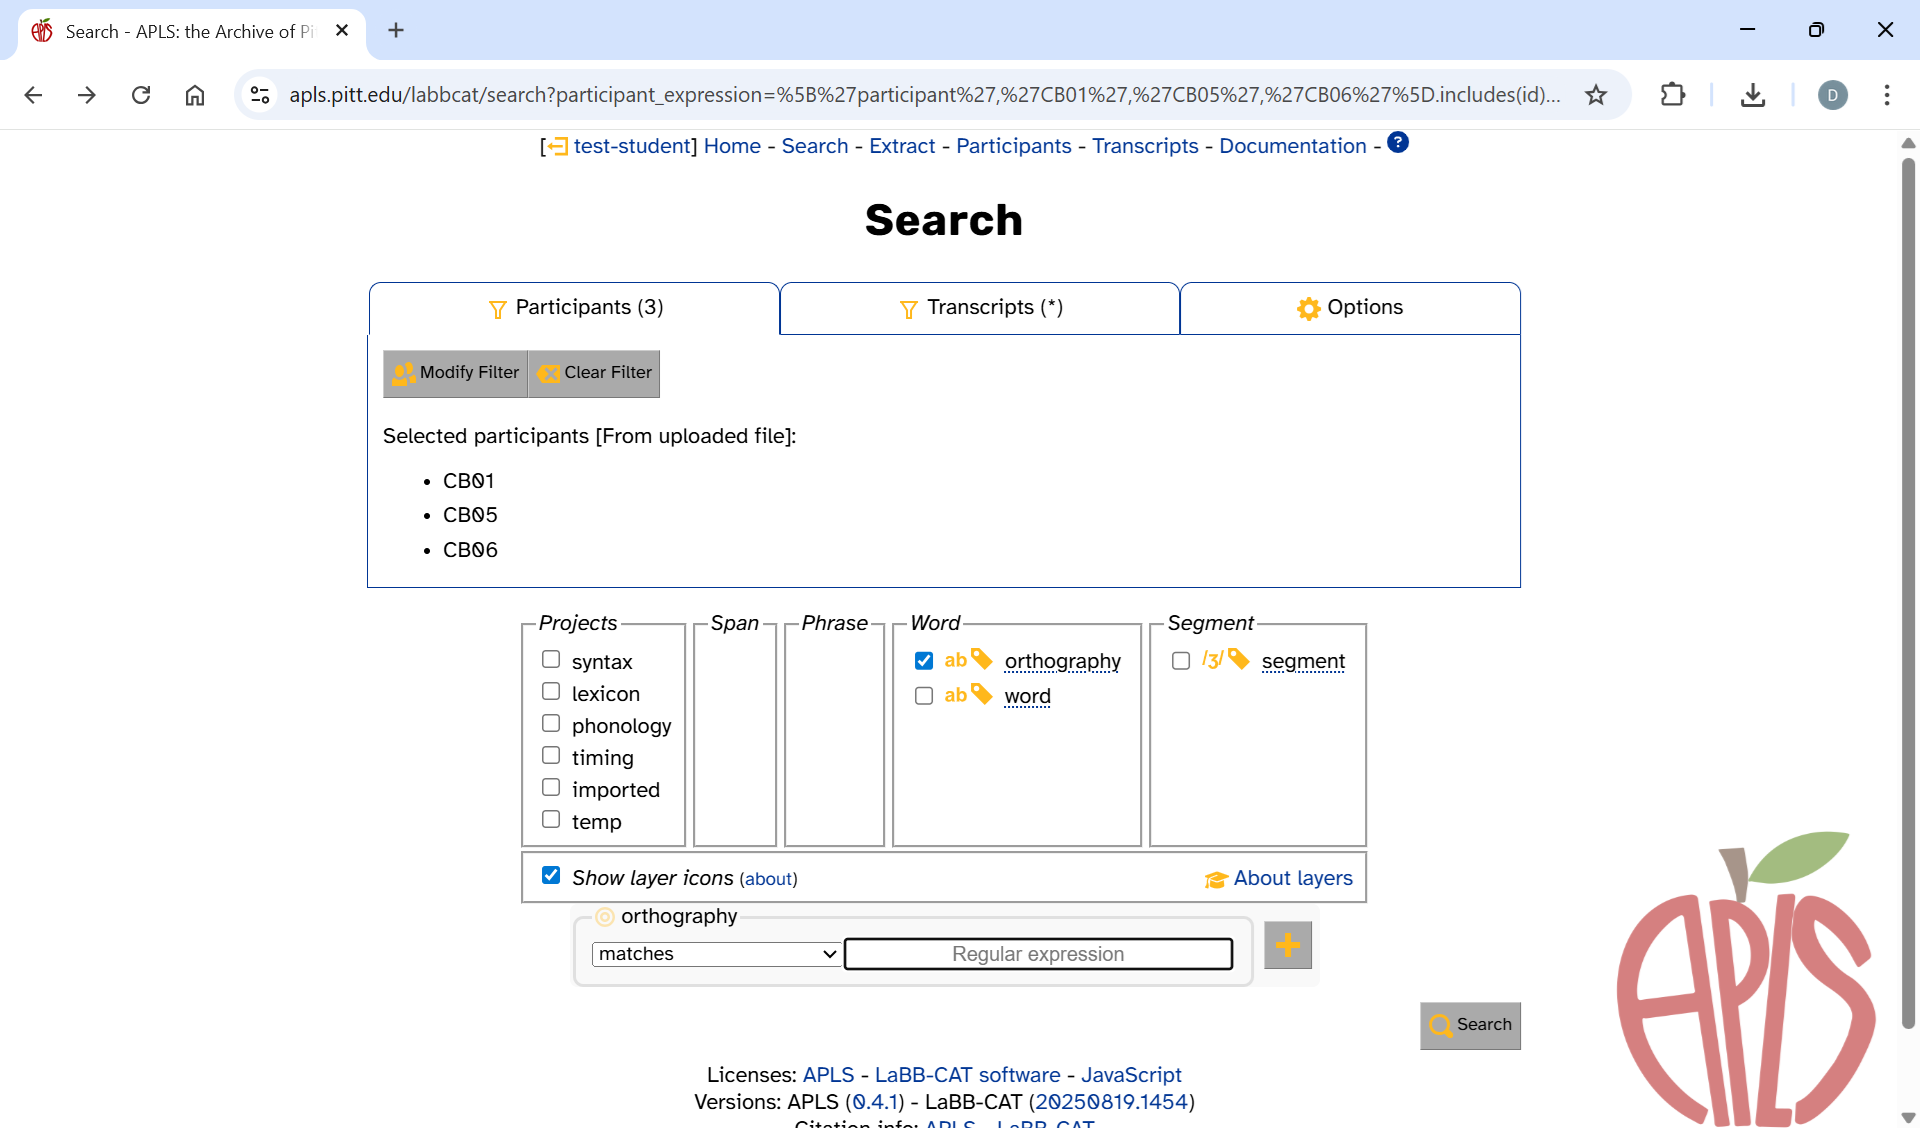 Search - APLS: the Archive of Pi
apls.pitt.edu/labbcat/search?participant_expression=%5B%27participant%27,%27CB01%27,%27CB05%27,%27CB06%27%5D.includes(id)...
D
[test-student] Home - Search - Extract - Participants - Transcripts - Documentation - ?
Search
Participants (3)
Transcripts (*)
Options
Modify Filter
Clear Filter
Selected participants [From uploaded file]:
• CB01
• CB05
• CB06
Projects
syntax
lexicon
phonology
timing
imported
temp
Span
Phrase
Word
ab orthography
ab word
Segment
/ʒ/ segment
Show layer icons (about)
About layers
orthography
matches
Regular expression
+
Search
Licenses: APLS - LaBB-CAT software - JavaScript
Versions: APLS (0.4.1) - LaBB-CAT (20250819.1454)
Citation info: APLS - LaBB-CAT
APLS